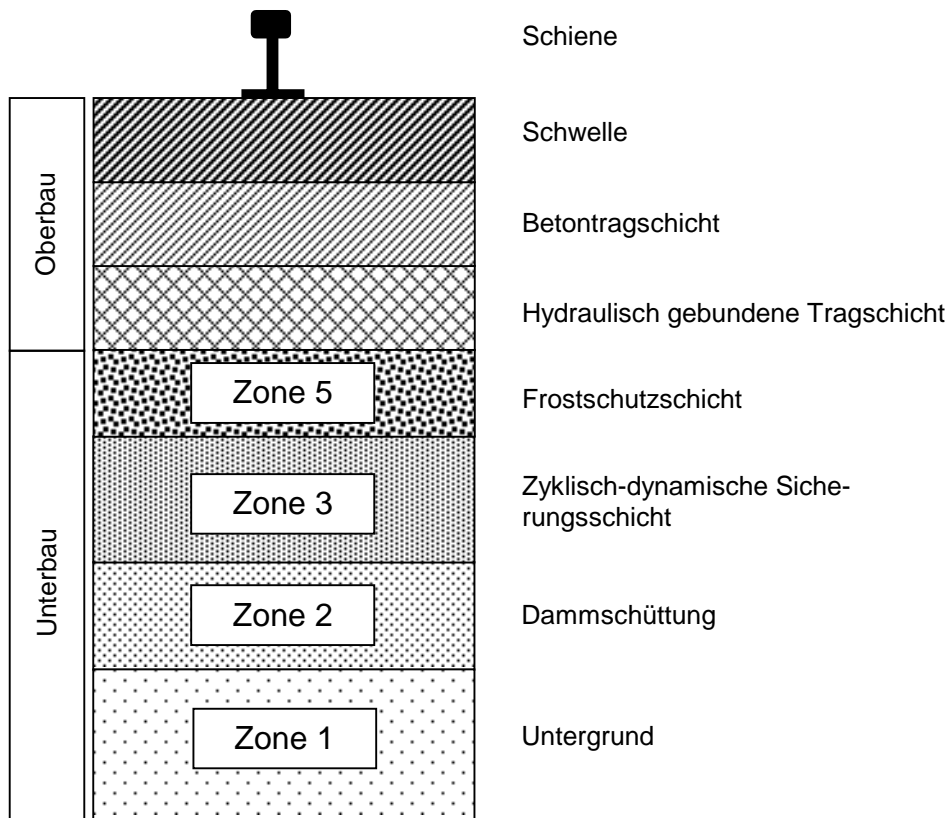 Schiene
Oberbau
Schwelle
Betontragschicht
Hydraulisch gebundene Tragschicht
Unterbau
Zone 5
Frostschutzschicht
Zone 3
Zyklisch-dynamische Siche-
rungsschicht
Zone 2
Dammschüttung
Zone 1
Untergrund